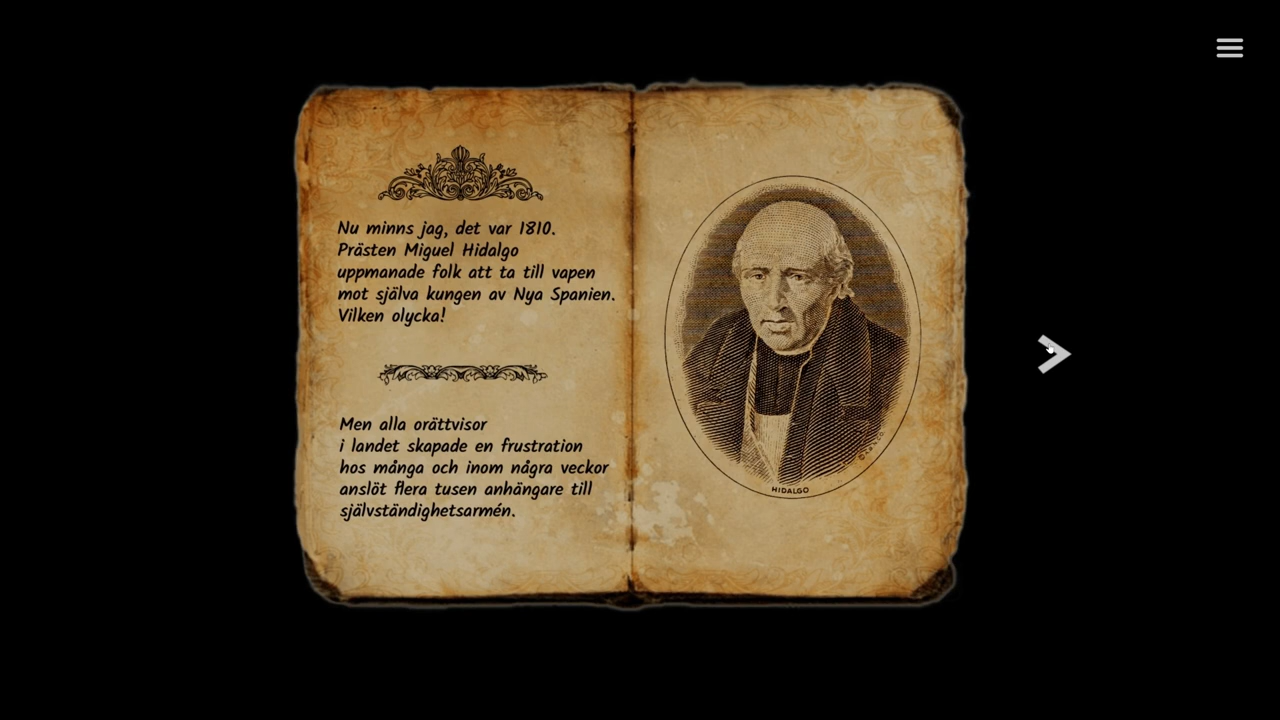 Nu minns jag, det var 1810.
Prästen Miguel Hidalgo
uppmanade folk att ta till vapen
mot själva kungen av Nya Spanien.
Vilken olycka!
Men alla orättvisor
i landet skapade en frustration
hos många och inom några veckor
anslöt flera tusen anhängare till
självständighetsarmén.
HIDALGO